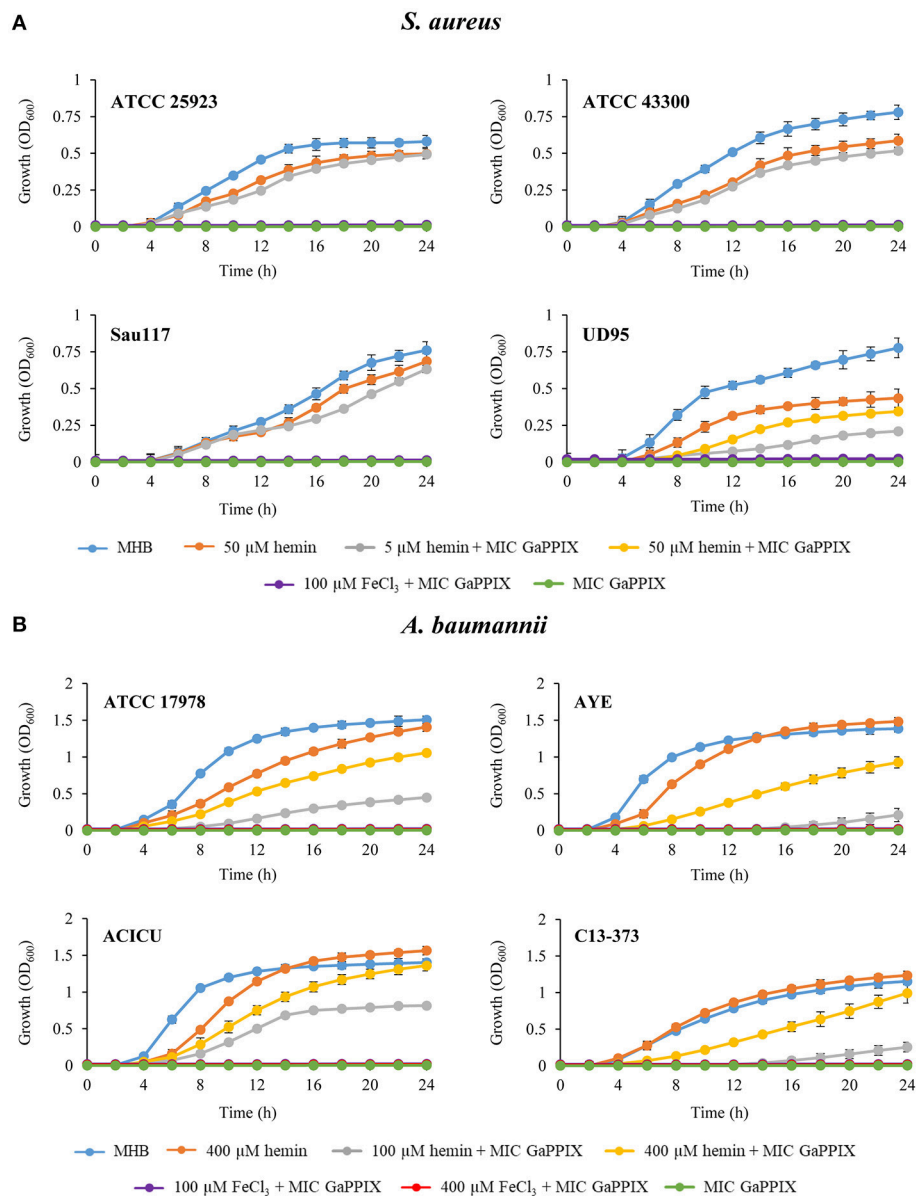 A
S. aureus
ATCC 25923
Growth (OD600)
1
0.75
0.5
0.25
0
0 4 8 12 16 20 24
Time (h)
ATCC 43300
Growth (OD600)
1
0.75
0.5
0.25
0
0 4 8 12 16 20 24
Time (h)
Sau117
Growth (OD600)
1
0.75
0.5
0.25
0
0 4 8 12 16 20 24
Time (h)
UD95
Growth (OD600)
1
0.75
0.5
0.25
0
0 4 8 12 16 20 24
Time (h)
MHB 50 µM hemin 5 µM hemin + MIC GaPPIX 50 µM hemin + MIC GaPPIX
100 µM FeCl3 + MIC GaPPIX MIC GaPPIX
B
A. baumannii
ATCC 17978
Growth (OD600)
2
1.5
1
0.5
0
0 4 8 12 16 20 24
Time (h)
AYE
Growth (OD600)
2
1.5
1
0.5
0
0 4 8 12 16 20 24
Time (h)
ACICU
Growth (OD600)
2
1.5
1
0.5
0
0 4 8 12 16 20 24
Time (h)
C13-373
Growth (OD600)
2
1.5
1
0.5
0
0 4 8 12 16 20 24
Time (h)
MHB 400 µM hemin 100 µM hemin + MIC GaPPIX 400 µM hemin + MIC GaPPIX
100 µM FeCl3 + MIC GaPPIX 400 µM FeCl3 + MIC GaPPIX MIC GaPPIX